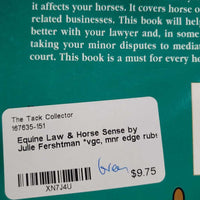 it affects your horses. It covers horse o
related businesses. This book will help
better with your lawyer and, in some
taking your minor disputes to media
court. This book is a must for every h
The Tack Collector
167635-151
Equine Law & Horse Sense by
Julie Fershtman *vgc, mnr edge rubs
XN7J4U
$9.75